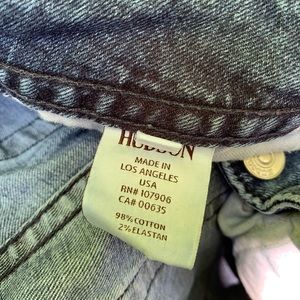 HUDSON
MADE IN
LOS ANGELES
USA
RN# 107906
CA# 00635
98% COTTON
2% ELASTAN